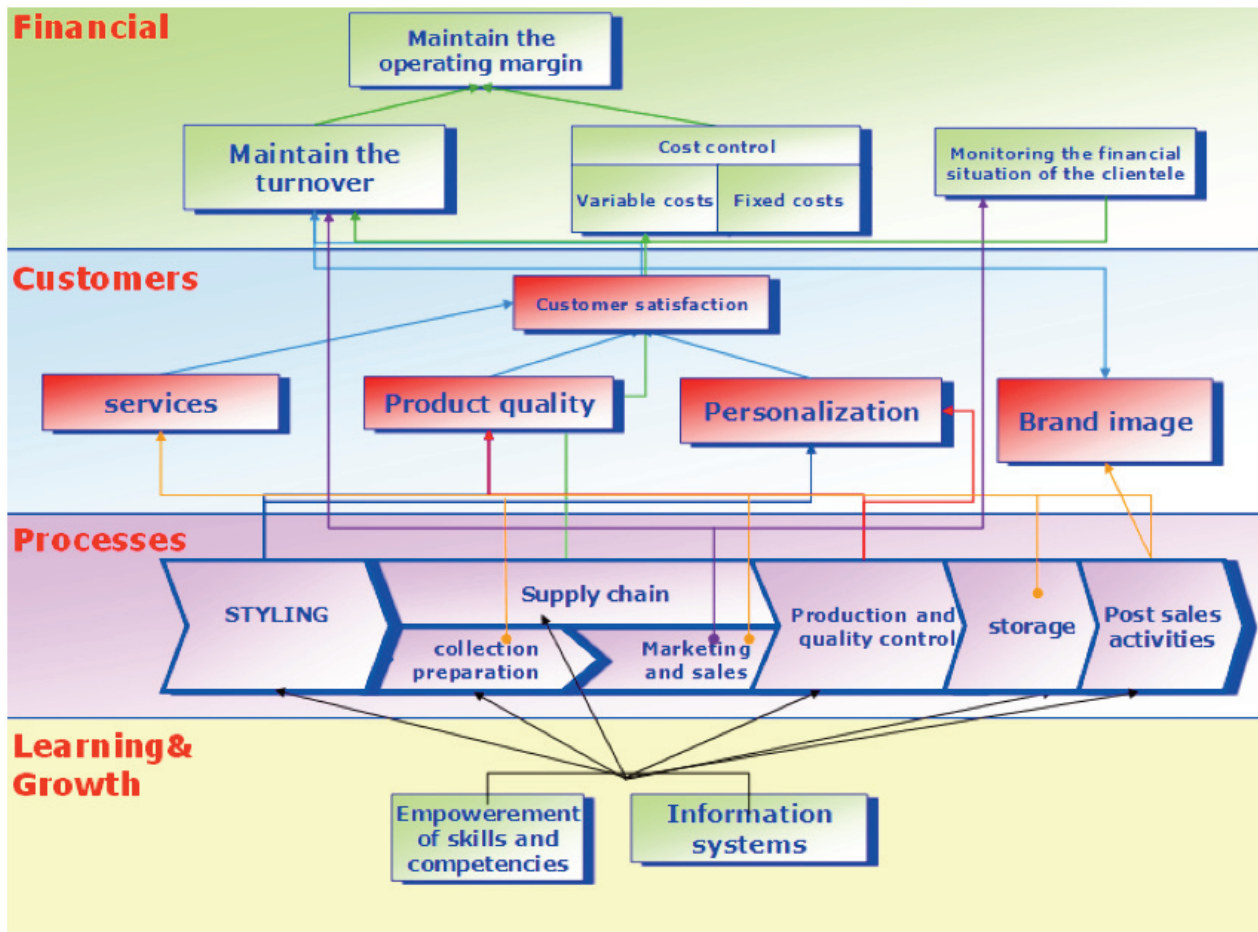 Financial
Maintain the
operating margin
Maintain the
turnover
Cost control
Variable costs
Fixed costs
Monitoring the financial
situation of the clientele
Customers
Customer satisfaction
services
Product quality
Personalization
Brand image
Processes
STYLING
Supply chain
collection
preparation
Marketing
and sales
Production and
quality control
storage
Post sales
activities
Learning&
Growth
Empowerement
of skills and
competencies
Information
systems